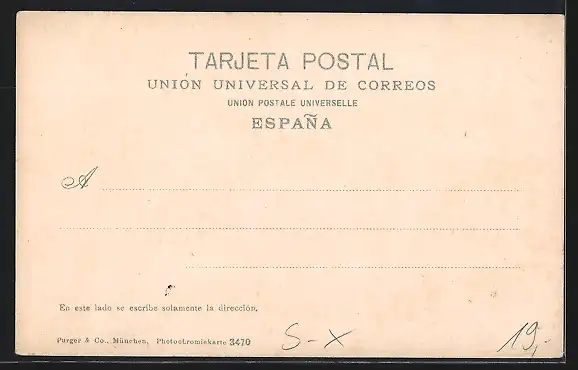 TARJETA POSTAL
UNIÓN UNIVERSAL DE CORREOS
UNION POSTALE UNIVERSELLE
ESPAÑA
A
En este lado se escribe solamente la dirección.
Purger & Co., München, Photochromiekarte 3470
S-X
19,-